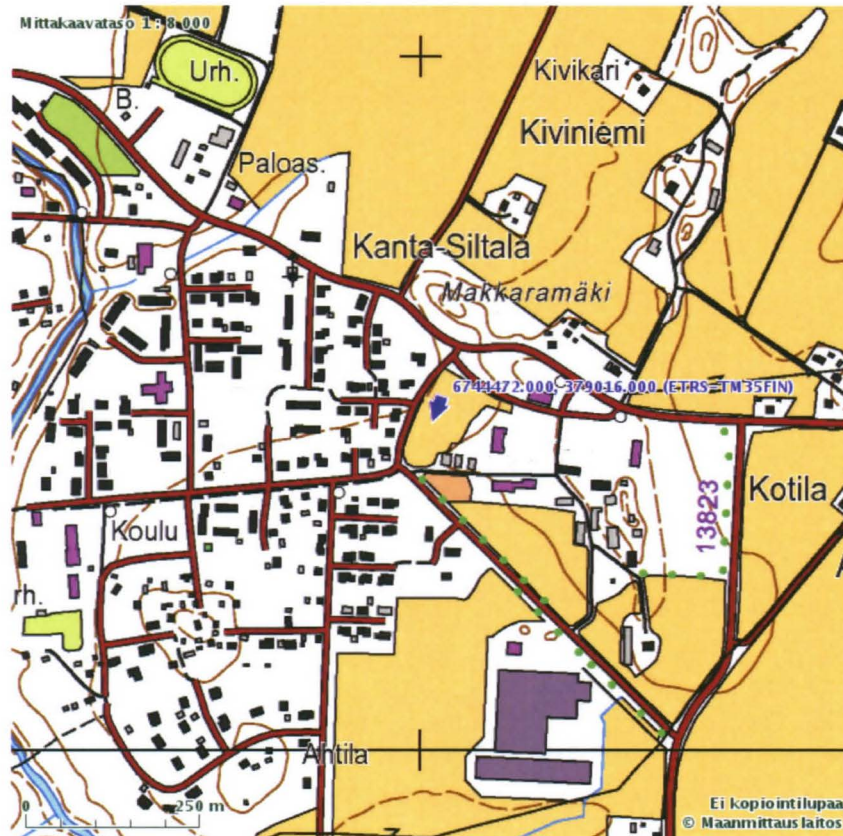 Mittakaavataso 1 : 8 000
Urh.
Kivikari
B.
Kiviniemi
Paloas.
Kanta-Siltala
Makkaramäki
6744472.000, 379016.000 (ETRS-TM35FIN)
Kotila
13823
Koulu
rh.
Ahtila
0 250 m
Ei kopiointilupaa
© Maanmittauslaitos